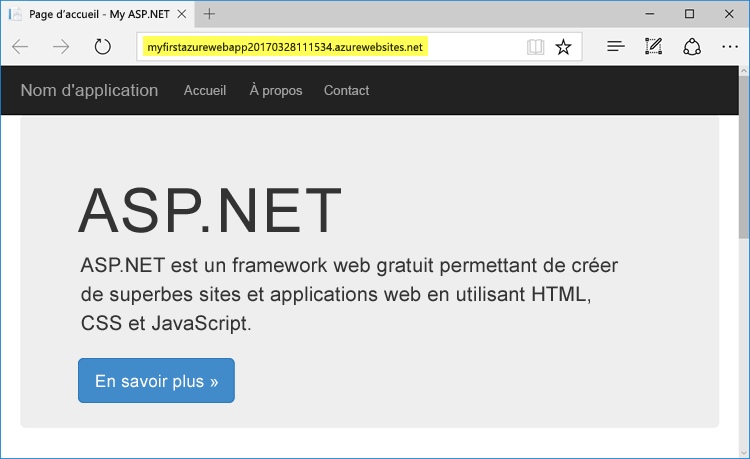 Page d'accueil - My ASP.NET
myfirstazurewebapp20170328111534.azurewebsites.net
Nom d'application Accueil À propos Contact
ASP.NET
ASP.NET est un framework web gratuit permettant de créer
de superbes sites et applications web en utilisant HTML,
CSS et JavaScript.
En savoir plus »